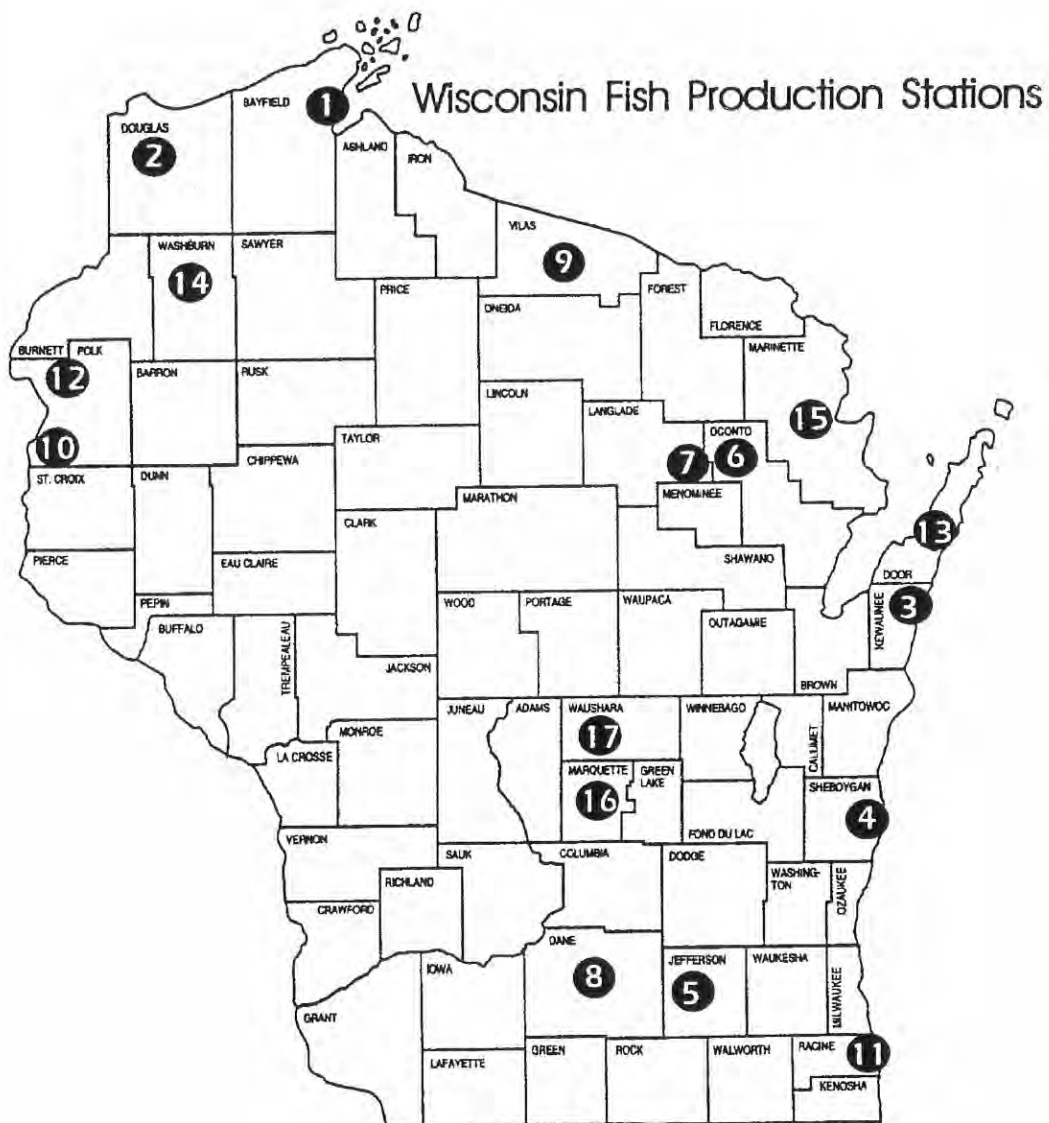 Wisconsin Fish Production Stations
BAYFIELD
1
DOUGLAS
2
ASHLAND
IRON
VILAS
9
WASHBURN
14
SAWYER
PRICE
ONEIDA
FOREST
FLORENCE
MARINETTE
15
BURNETT
POLK
12
BARRON
RUSK
LINCOLN
LANGLADE
7
OCONTO
6
10
TAYLOR
CHIPPEWA
ST. CROIX
DUNN
MARATHON
MENOMINEE
CLARK
13
PIERCE
EAU CLAIRE
SHAWANO
DOOR
3
KEWAUNEE
PEPIN
BUFFALO
TREMPEALEAU
WOOD
PORTAGE
WAUPACA
OUTAGAMIE
JACKSON
BROWN
JUNEAU
ADAMS
WAUSHARA
17
WINNEBAGO
CALUMET
MANITOWOC
MONROE
LA CROSSE
MARQUETTE
16
GREEN
LAKE
SHEBOYGAN
4
FOND DU LAC
VERNON
SAUK
COLUMBIA
DODGE
WASHING-
TON
OZAUKEE
RICHLAND
CRAWFORD
DANE
8
JEFFERSON
5
WAUKESHA
MILWAUKEE
IOWA
GRANT
LAFAYETTE
GREEN
ROCK
WALWORTH
RACINE
11
KENOSHA